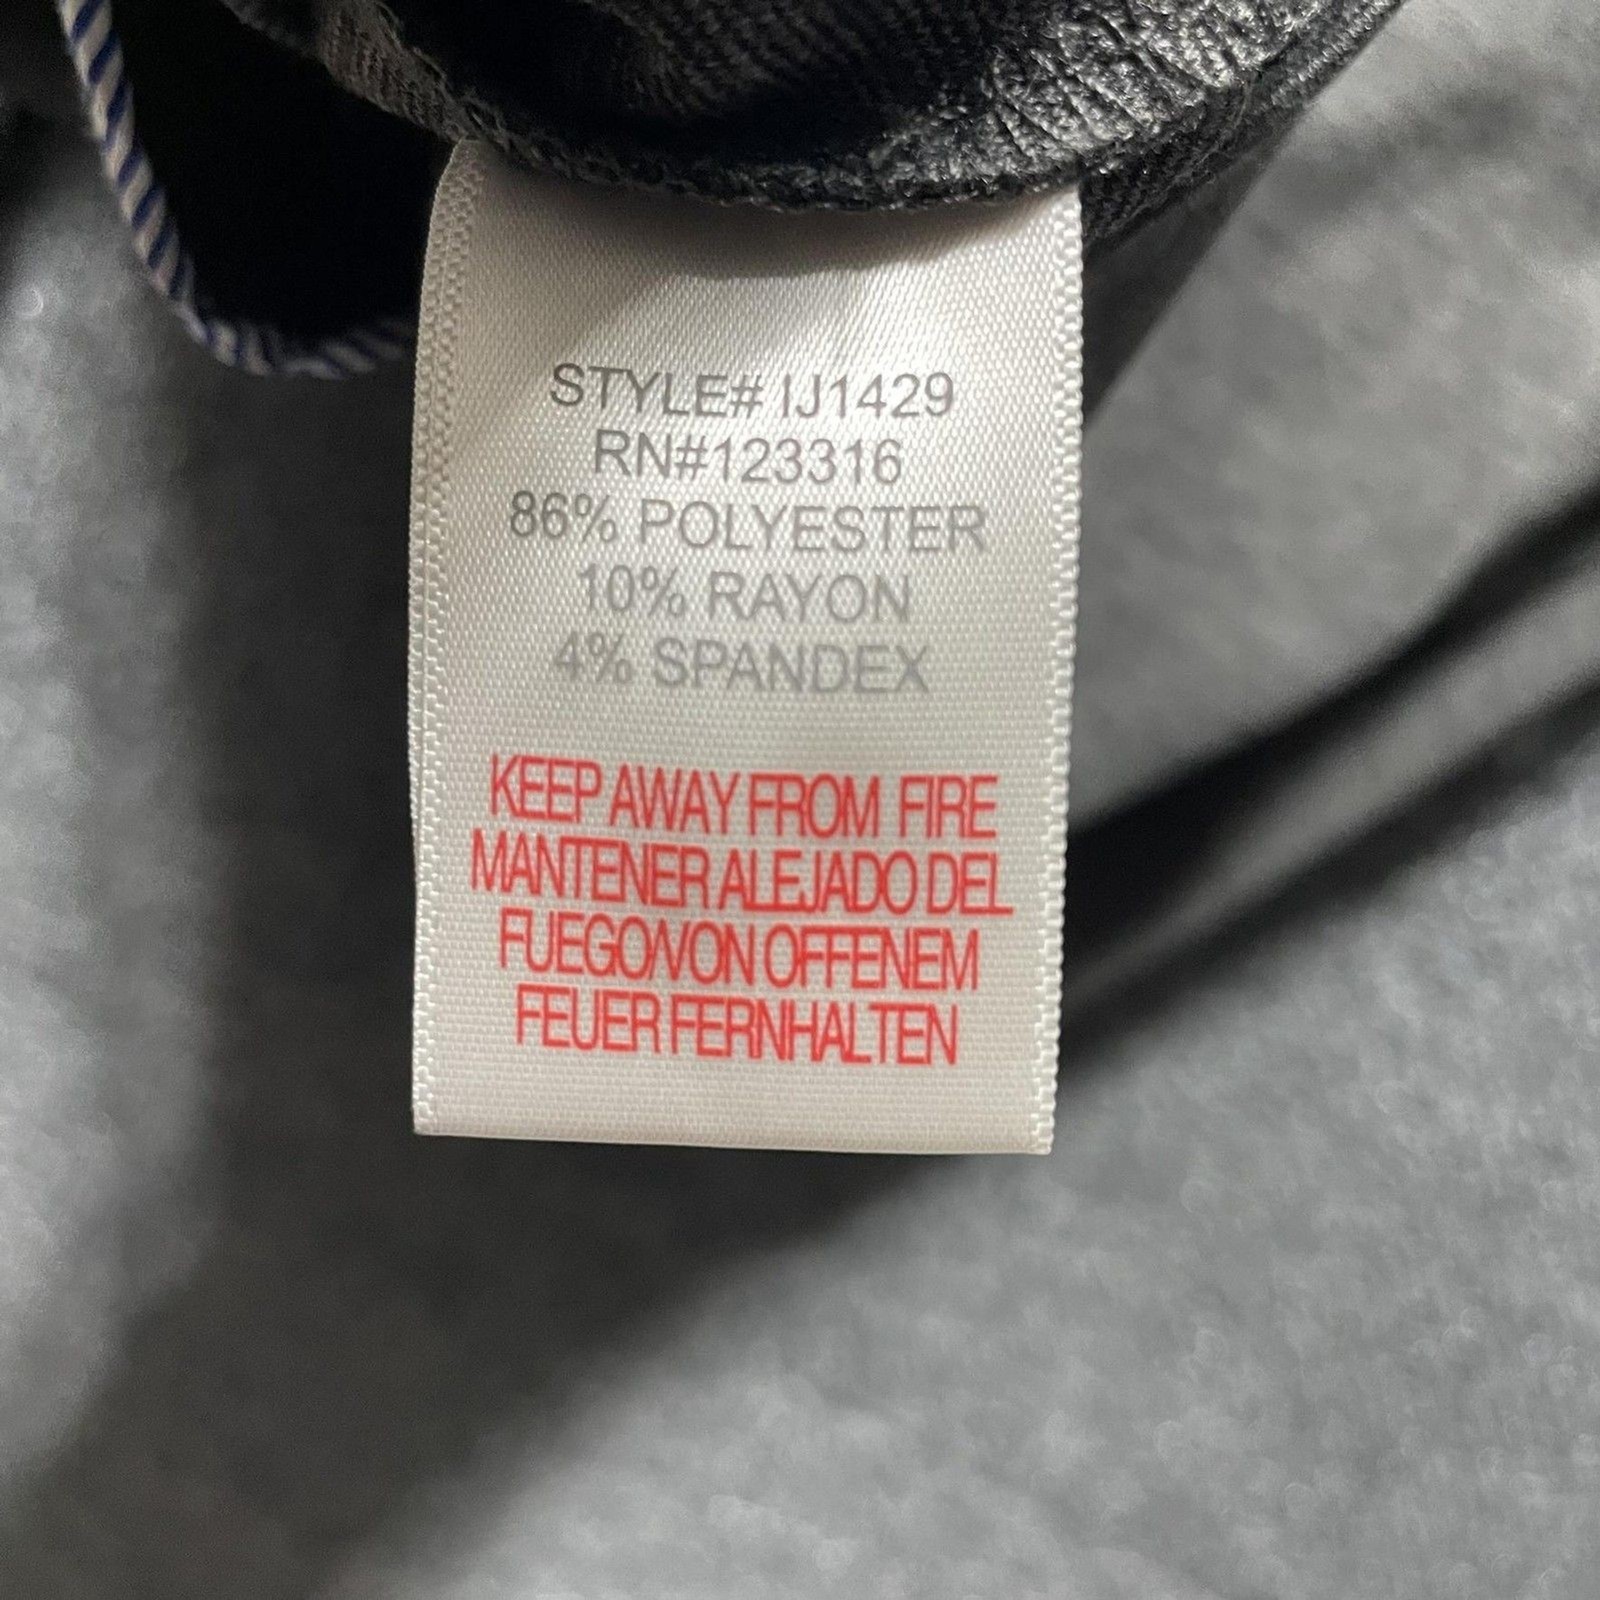 STYLE# IJ1429
RN#123316
86% POLYESTER
10% RAYON
4% SPANDEX
KEEP AWAY FROM FIRE
MANTENER ALEJADO DEL
FUEGO/VON OFFENEM
FEUER FERNHALTEN